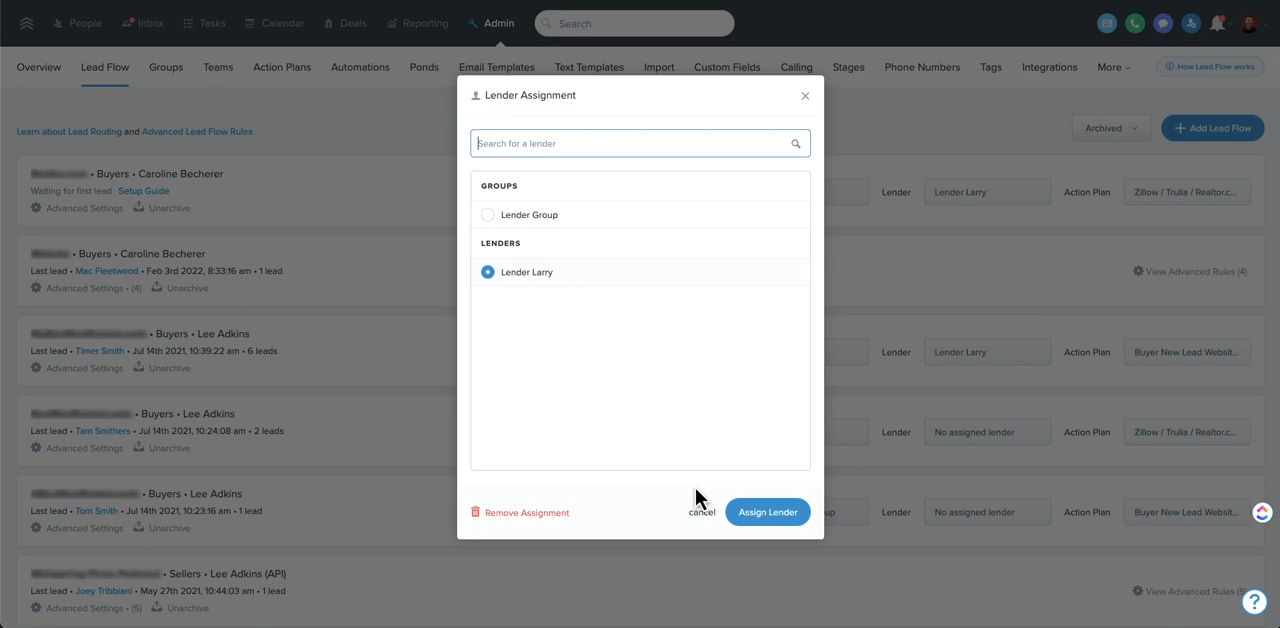 People Inbox Tasks Calendar Deals Reporting Admin Search
Overview Lead Flow Groups Teams Action Plans Automations Ponds Email Templates Text Templates Import Custom Fields Calling Stages Phone Numbers Tags Integrations More How Lead Flow works
Lender Assignment
Learn about Lead Routing and Advanced Lead Flow Rules
Archived
Add Lead Flow
Search for a lender
GROUPS
Lender Group
LENDERS
Lender Larry
Remove Assignment
cancel
Assign Lender
• Buyers • Caroline Becherer
Waiting for first lead Setup Guide
Advanced Settings Unarchive
Lender Lender Larry Action Plan Zillow / Trulia / Realtor.c...
• Buyers • Caroline Becherer
Last lead • Mac Fleetwood • Feb 3rd 2022, 8:33:16 am • 1 lead
Advanced Settings • (4) Unarchive
View Advanced Rules (4)
• Buyers • Lee Adkins
Last lead • Timer Smith • Jul 14th 2021, 10:39:22 am • 6 leads
Advanced Settings Unarchive
Lender Lender Larry Action Plan Buyer New Lead Websit...
• Buyers • Lee Adkins
Last lead • Tam Smithers • Jul 14th 2021, 10:24:08 am • 2 leads
Advanced Settings Unarchive
Lender No assigned lender Action Plan Zillow / Trulia / Realtor.c...
• Buyers • Lee Adkins
Last lead • Tom Smith • Jul 14th 2021, 10:23:16 am • 1 lead
Advanced Settings Unarchive
Lender No assigned lender Action Plan Buyer New Lead Websit...
• Sellers • Lee Adkins (API)
Last lead • Joey Tribbiani • May 27th 2021, 10:44:03 am • 1 lead
Advanced Settings • (5) Unarchive
View Advanced Rules